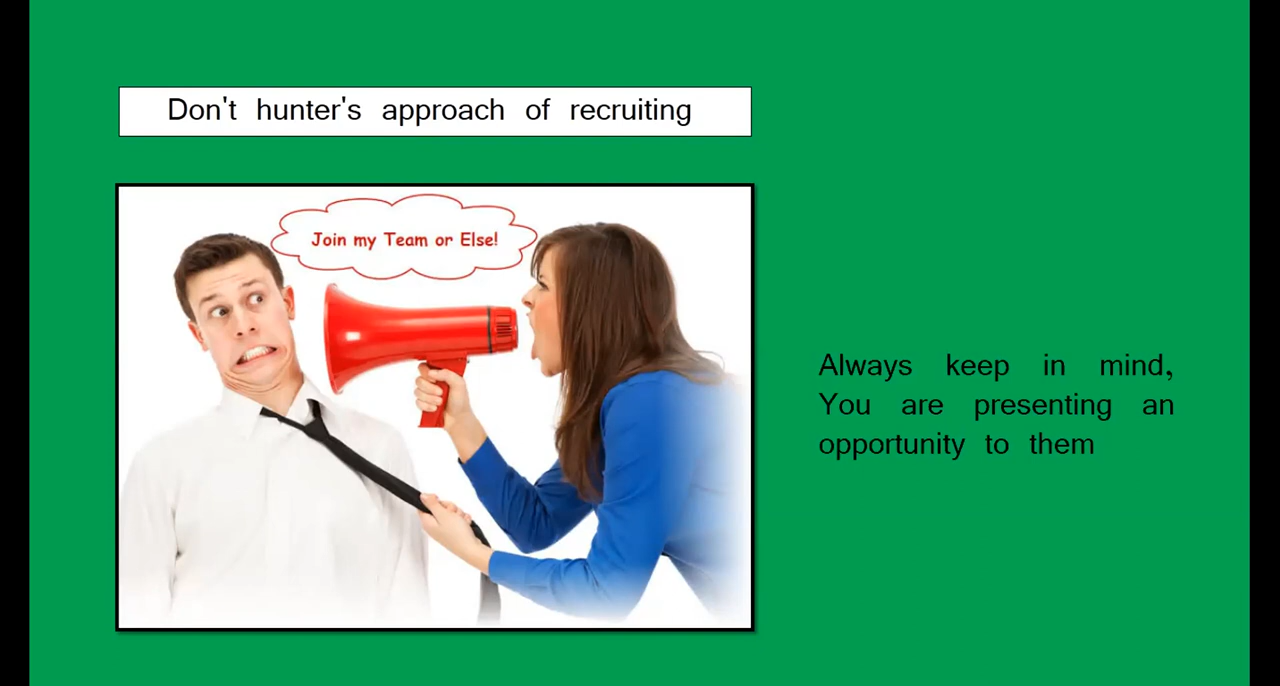 Don't hunter's approach of recruiting
Join my Team or Else!
Always keep in mind,
You are presenting an
opportunity to them